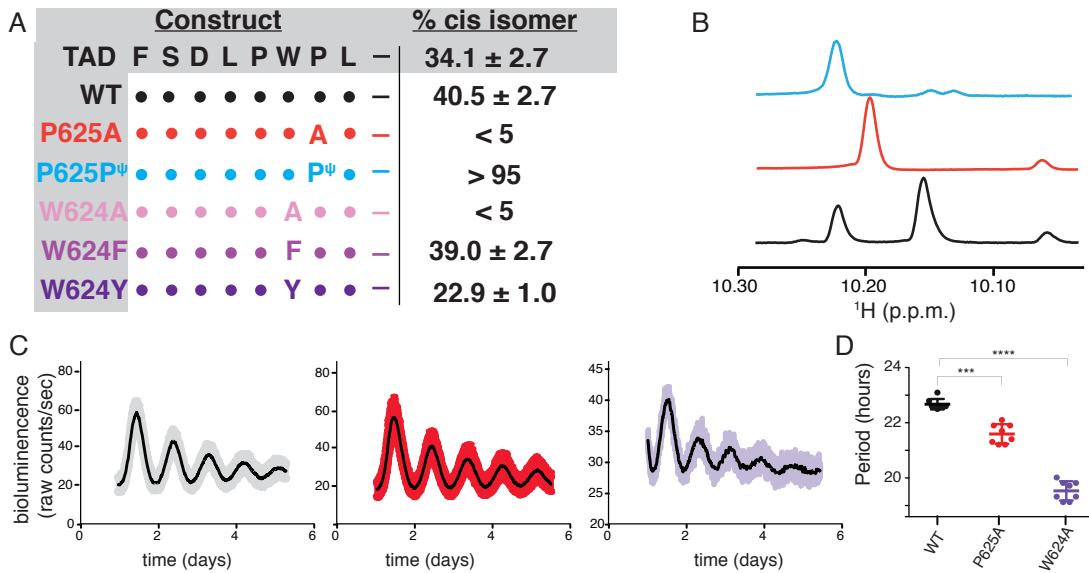 A
Construct
% cis isomer
TAD F S D L P W P L – 34.1 ± 2.7
WT – 40.5 ± 2.7
P625A A – < 5
P625Pψ Pψ – > 95
W624A A – < 5
W624F F – 39.0 ± 2.7
W624Y Y – 22.9 ± 1.0
B
10.30 10.20 10.10
¹H (p.p.m.)
C
bioluminencence
(raw counts/sec)
80
60
40
20
0
0 2 4 6
time (days)
80
60
40
20
0 2 4 6
time (days)
45
40
35
30
25
20
0 2 4 6
time (days)
D
Period (hours)
24
22
20
****
***
WT
P625A
W624A